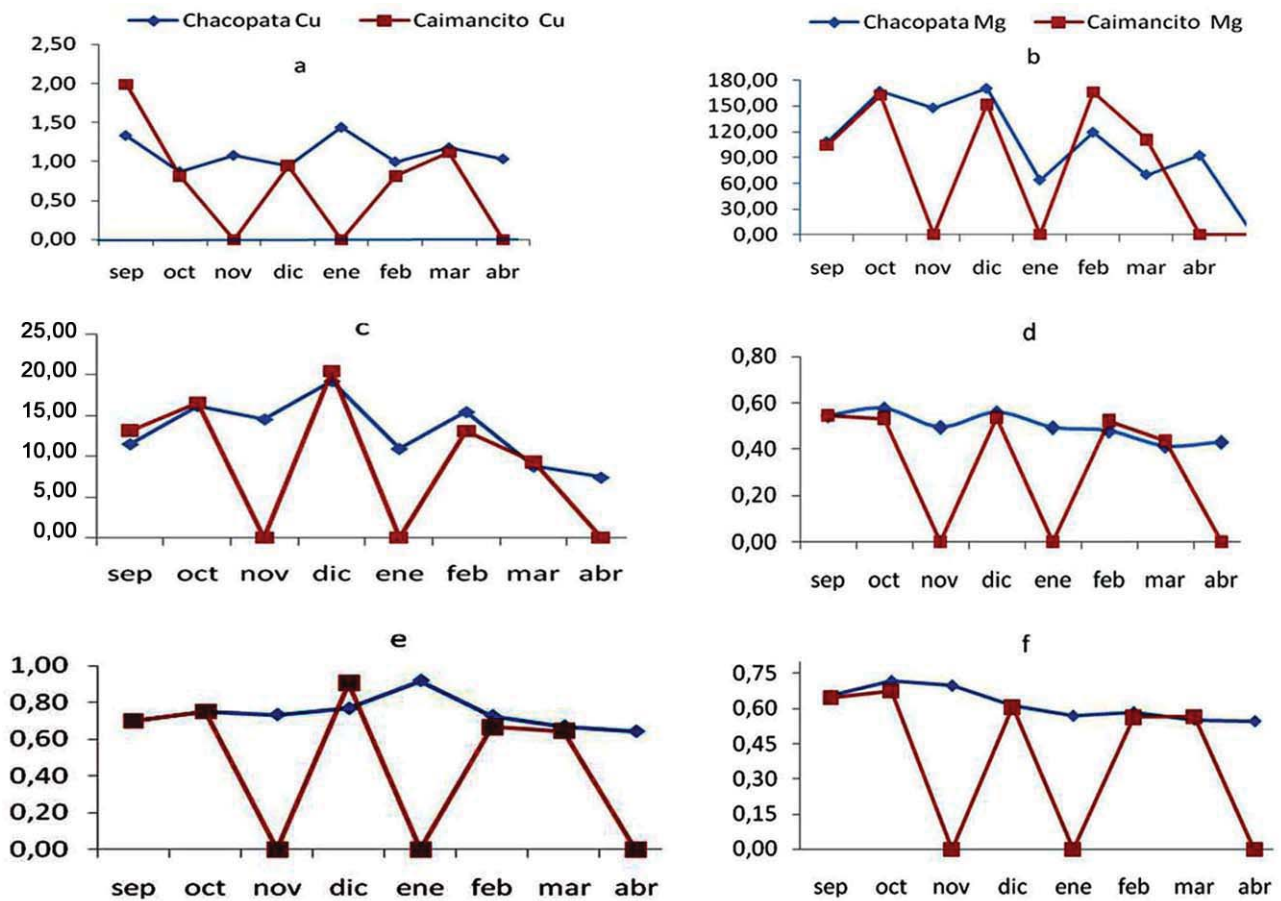 Chacopata Cu Caimancito Cu
a
2,50
2,00
1,50
1,00
0,50
0,00
sep oct nov dic ene feb mar abr
Chacopata Mg Caimancito Mg
b
180,00
150,00
120,00
90,00
60,00
30,00
0,00
sep oct nov dic ene feb mar abr
c
25,00
20,00
15,00
10,00
5,00
0,00
sep oct nov dic ene feb mar abr
d
0,80
0,60
0,40
0,20
0,00
sep oct nov dic ene feb mar abr
e
1,00
0,80
0,60
0,40
0,20
0,00
sep oct nov dic ene feb mar abr
f
0,75
0,60
0,45
0,30
0,15
0,00
sep oct nov dic ene feb mar abr